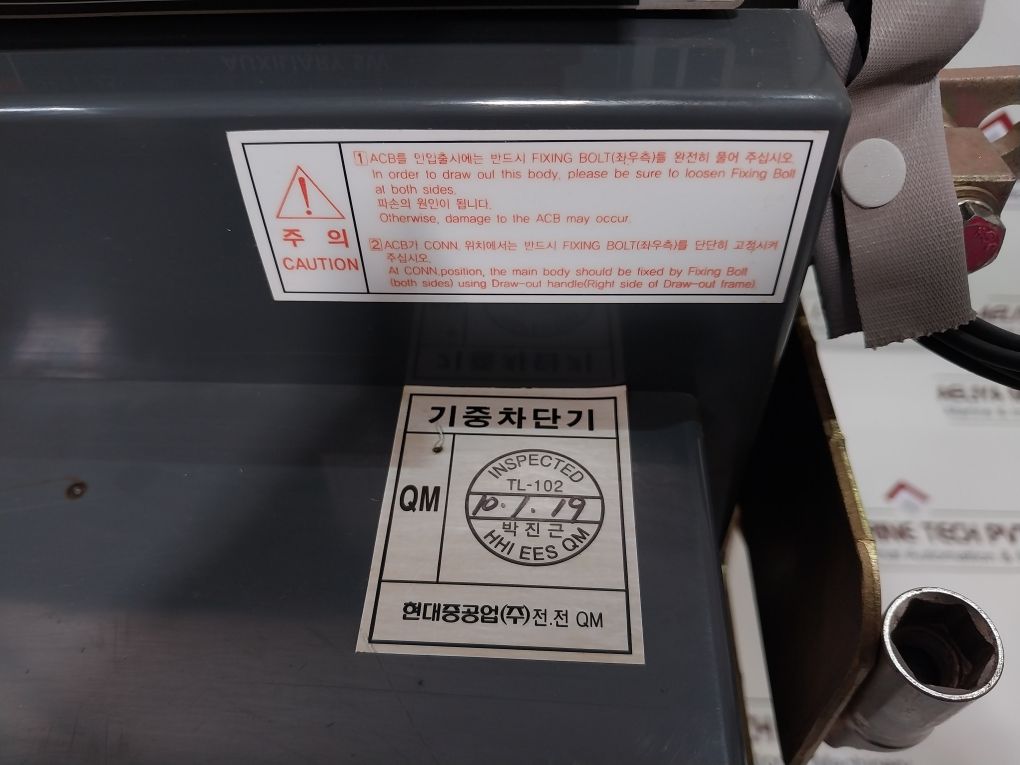 주 의
CAUTION
1 ACB를 인입출시에는 반드시 FIXING BOLT(좌우측)를 완전히 풀어 주십시오.
In order to draw out this body, please be sure to loosen Fixing Bolt
at both sides.
파손의 원인이 됩니다.
Otherwise, damage to the ACB may occur.
2 ACB가 CONN. 위치에서는 반드시 FIXING BOLT(좌우측)를 단단히 고정시켜
주십시오.
At CONN.position, the main body should be fixed by Fixing Bolt
(both sides) using Draw-out handle(Right side of Draw-out frame).
기중차단기
QM
INSPECTED
TL-102
10.1.19
박진근
HHI EES QM
현대중공업(주)전.전 QM
TECH PV